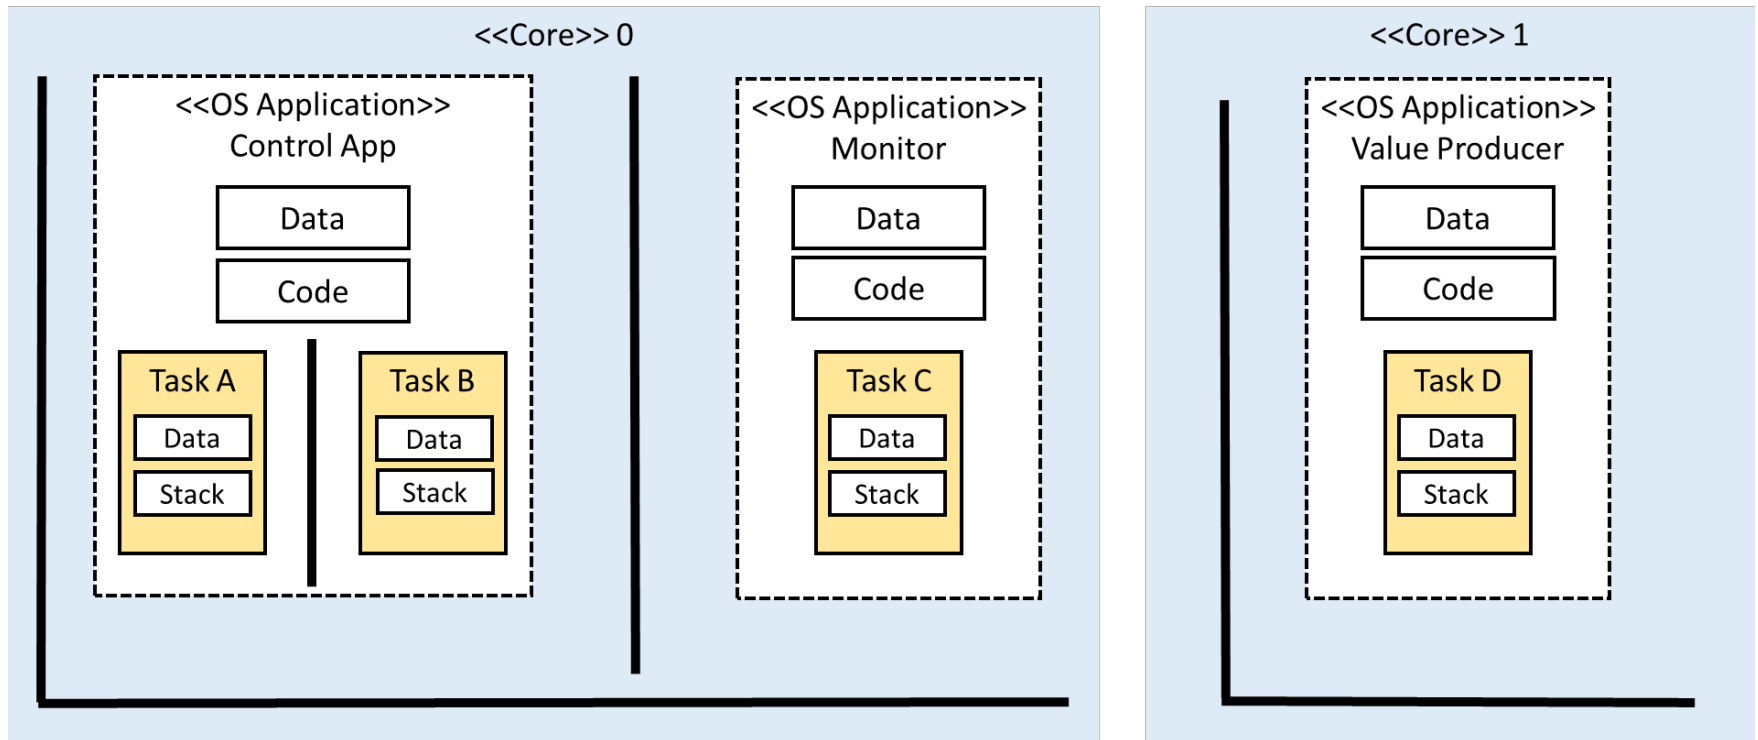 <<Core>> 0
<<OS Application>>
Control App
Data
Code
Task A
Data
Stack
Task B
Data
Stack
<<OS Application>>
Monitor
Data
Code
Task C
Data
Stack
<<Core>> 1
<<OS Application>>
Value Producer
Data
Code
Task D
Data
Stack